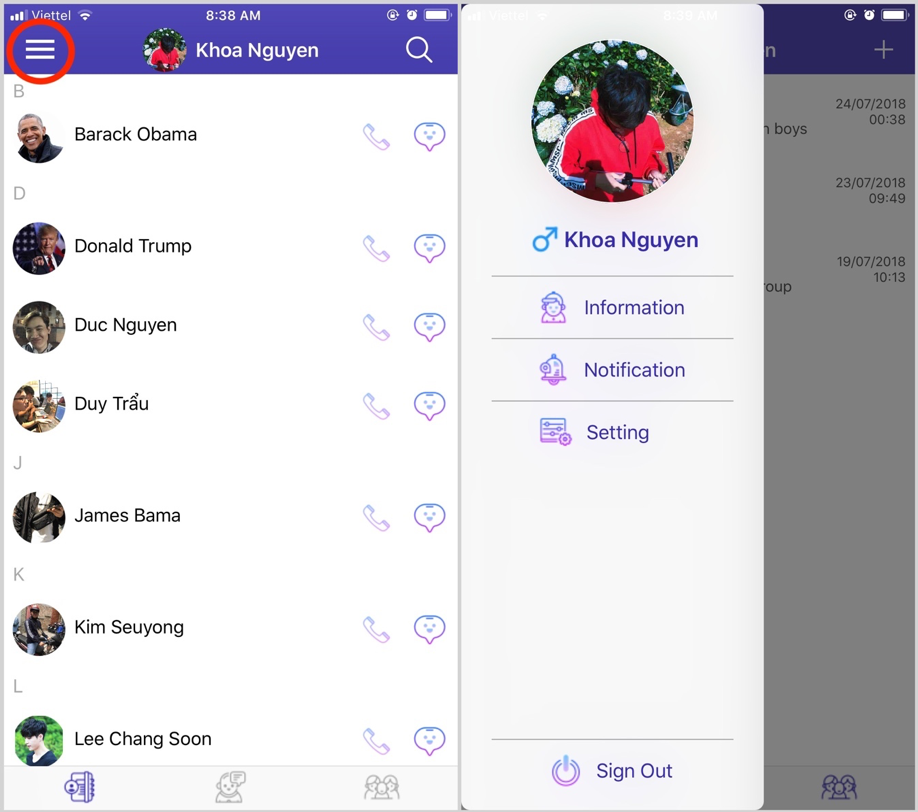 Viettel 8:38 AM
Khoa Nguyen
B
Barack Obama
D
Donald Trump
Duc Nguyen
Duy Trẩu
J
James Bama
K
Kim Seuyong
L
Lee Chang Soon
Viettel 8:39 AM
Khoa Nguyen
Information
Notification
Setting
Sign Out
n
24/07/2018
00:38
n boys
23/07/2018
09:49
19/07/2018
10:13
roup